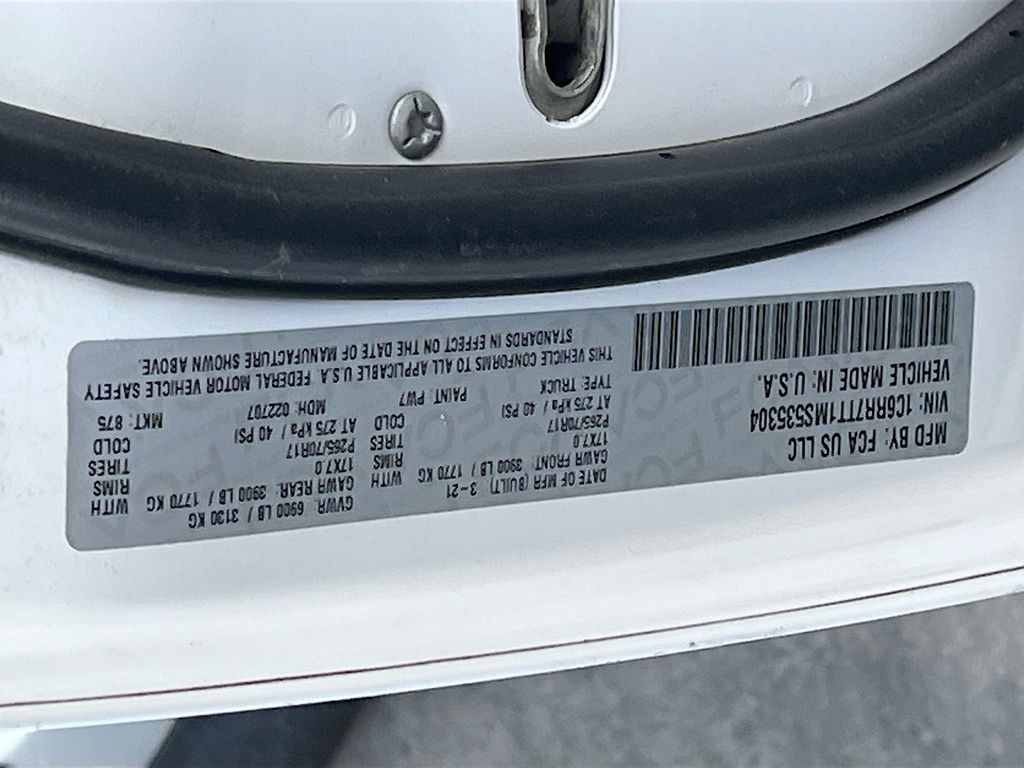 MFD BY: FCA US LLC
DATE OF MFR (BUILT) 3-21
GVWR: 6900 LB / 3130 KG
GAWR FRONT: 3900 LB / 1770 KG WITH
GAWR REAR: 3900 LB / 1770 KG WITH
17X7.0 RIMS
17X7.0 RIMS
P265/70R17 TIRES
P265/70R17 TIRES
AT 275 kPa / 40 PSI COLD
AT 275 kPa / 40 PSI COLD
VIN: 1C6RR7TT1MS535304
TYPE: TRUCK
PAINT: PW7
MDH: 022707
MKT: 875
VEHICLE MADE IN: U.S.A.
THIS VEHICLE CONFORMS TO ALL APPLICABLE U.S.A. FEDERAL MOTOR VEHICLE SAFETY
STANDARDS IN EFFECT ON THE DATE OF MANUFACTURE SHOWN ABOVE.